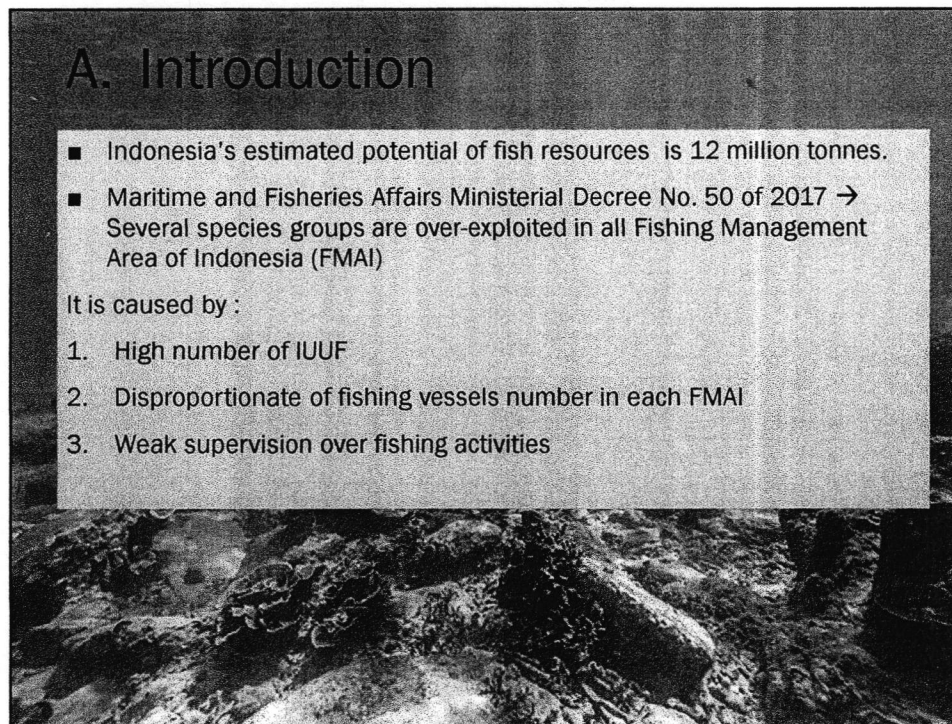 A. Introduction
■ Indonesia's estimated potential of fish resources is 12 million tonnes.
■ Maritime and Fisheries Affairs Ministerial Decree No. 50 of 2017 →
Several species groups are over-exploited in all Fishing Management
Area of Indonesia (FMAI)
It is caused by :
1. High number of IUUF
2. Disproportionate of fishing vessels number in each FMAI
3. Weak supervision over fishing activities